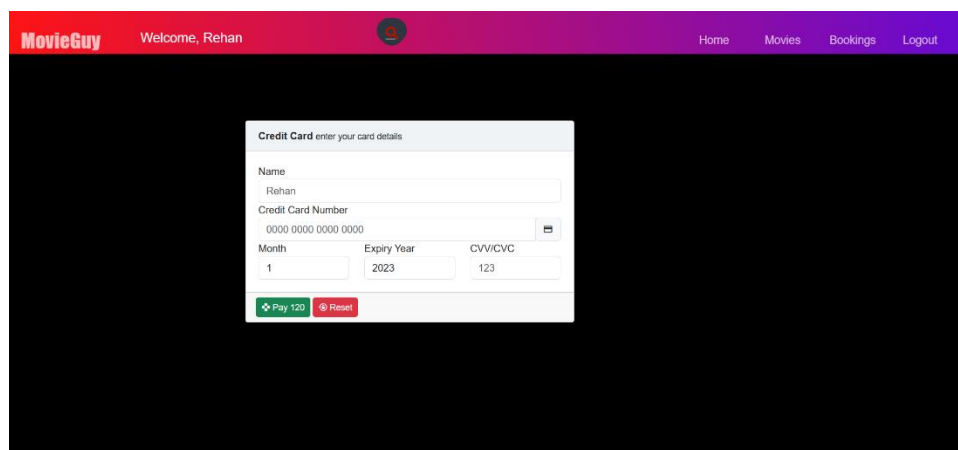 MovieGuy Welcome, Rehan Home Movies Bookings Logout
Credit Card enter your card details
Name
Rehan
Credit Card Number
0000 0000 0000 0000
Month Expiry Year CVV/CVC
1 2023 123
Pay 120 Reset